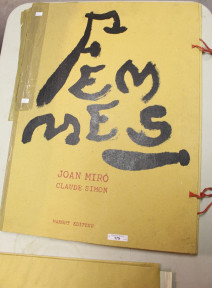 FEM
MES
JOAN MIRÓ
CLAUDE SIMON
MAEGHT EDITEUR